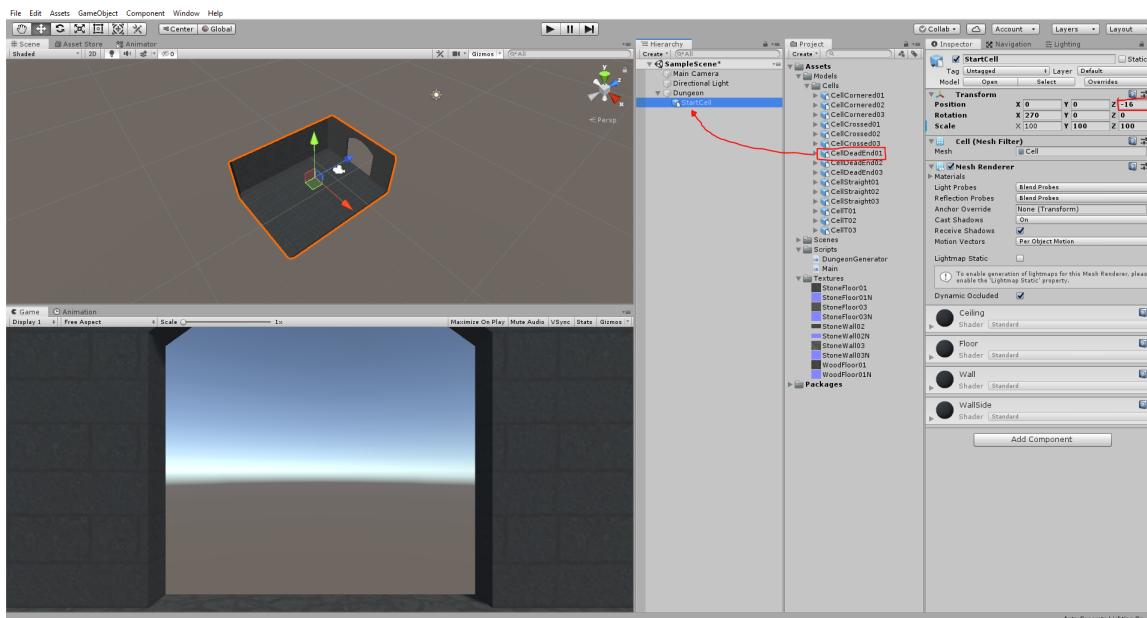 File Edit Assets GameObject Component Window Help
Center Global
Collab Account Layers Layout
Scene Asset Store Animator
Shaded 2D Gizmos All
y z x
Persp
Game Animation
Display 1 Free Aspect Scale 1x Maximize On Play Mute Audio VSync Stats Gizmos
Hierarchy
Create All
SampleScene*
Main Camera
Directional Light
Dungeon
StartCell
Project
Create
Assets
Models
Cells
CellCornered01
CellCornered02
CellCornered03
CellCrossed01
CellCrossed02
CellCrossed03
CellDeadEnd01
CellDeadEnd02
CellDeadEnd03
CellStraight01
CellStraight02
CellStraight03
CellT01
CellT02
CellT03
Scenes
Scripts
DungeonGenerator
Main
Textures
StoneFloor01
StoneFloor01N
StoneFloor03
StoneFloor03N
StoneWall02
StoneWall02N
StoneWall03
StoneWall03N
WoodFloor01
WoodFloor01N
Packages
Inspector Navigation Lighting
StartCell Static
Tag Untagged Layer Default
Model Open Select Overrides
Transform
Position X 0 Y 0 Z -16
Rotation X 270 Y 0 Z 0
Scale X 100 Y 100 Z 100
Cell (Mesh Filter)
Mesh Cell
Mesh Renderer
Materials
Light Probes Blend Probes
Reflection Probes Blend Probes
Anchor Override None (Transform)
Cast Shadows On
Receive Shadows
Motion Vectors Per Object Motion
Lightmap Static
To enable generation of lightmaps for this Mesh Renderer, pleas
enable the 'Lightmap Static' property.
Dynamic Occluded
Ceiling
Shader Standard
Floor
Shader Standard
Wall
Shader Standard
WallSide
Shader Standard
Add Component